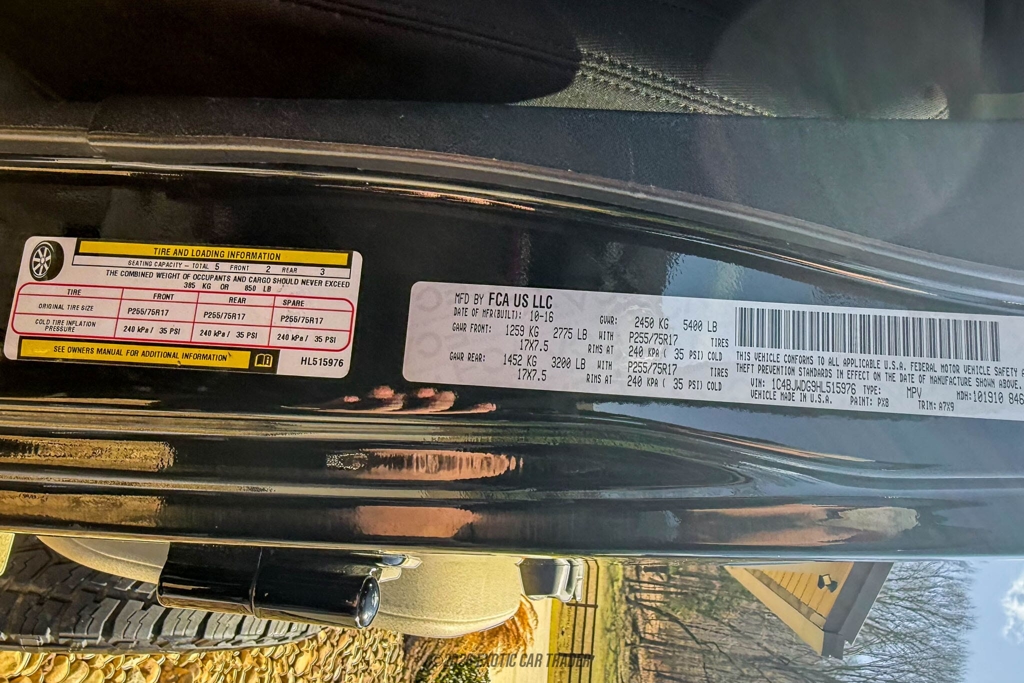 TIRE AND LOADING INFORMATION
SEATING CAPACITY - TOTAL 5 FRONT 2 REAR 3
THE COMBINED WEIGHT OF OCCUPANTS AND CARGO SHOULD NEVER EXCEED
385 KG OR 850 LB
TIRE FRONT REAR SPARE
ORIGINAL TIRE SIZE P255/75R17 P255/75R17 P255/75R17
COLD TIRE INFLATION PRESSURE 240 kPa / 35 PSI 240 kPa / 35 PSI 240 kPa / 35 PSI
SEE OWNERS MANUAL FOR ADDITIONAL INFORMATION HL515976
MFD BY FCA US LLC
DATE OF MFR(BUILT): 10-16 GVWR: 2450 KG 5400 LB
GAWR FRONT: 1259 KG 2775 LB WITH P255/75R17 TIRES
17X7.5 RIMS AT 240 KPA ( 35 PSI) COLD
GAWR REAR: 1452 KG 3200 LB WITH P255/75R17 TIRES
17X7.5 RIMS AT 240 KPA ( 35 PSI) COLD
THIS VEHICLE CONFORMS TO ALL APPLICABLE U.S.A. FEDERAL MOTOR VEHICLE SAFETY A
THEFT PREVENTION STANDARDS IN EFFECT ON THE DATE OF MANUFACTURE SHOWN ABOVE.
VIN: 1C4BJWDG9HL515976 TYPE: MPV MDH: 101910 846
VEHICLE MADE IN U.S.A. PAINT: PX8 TRIM: A7X9
EXOTIC CAR TRADER